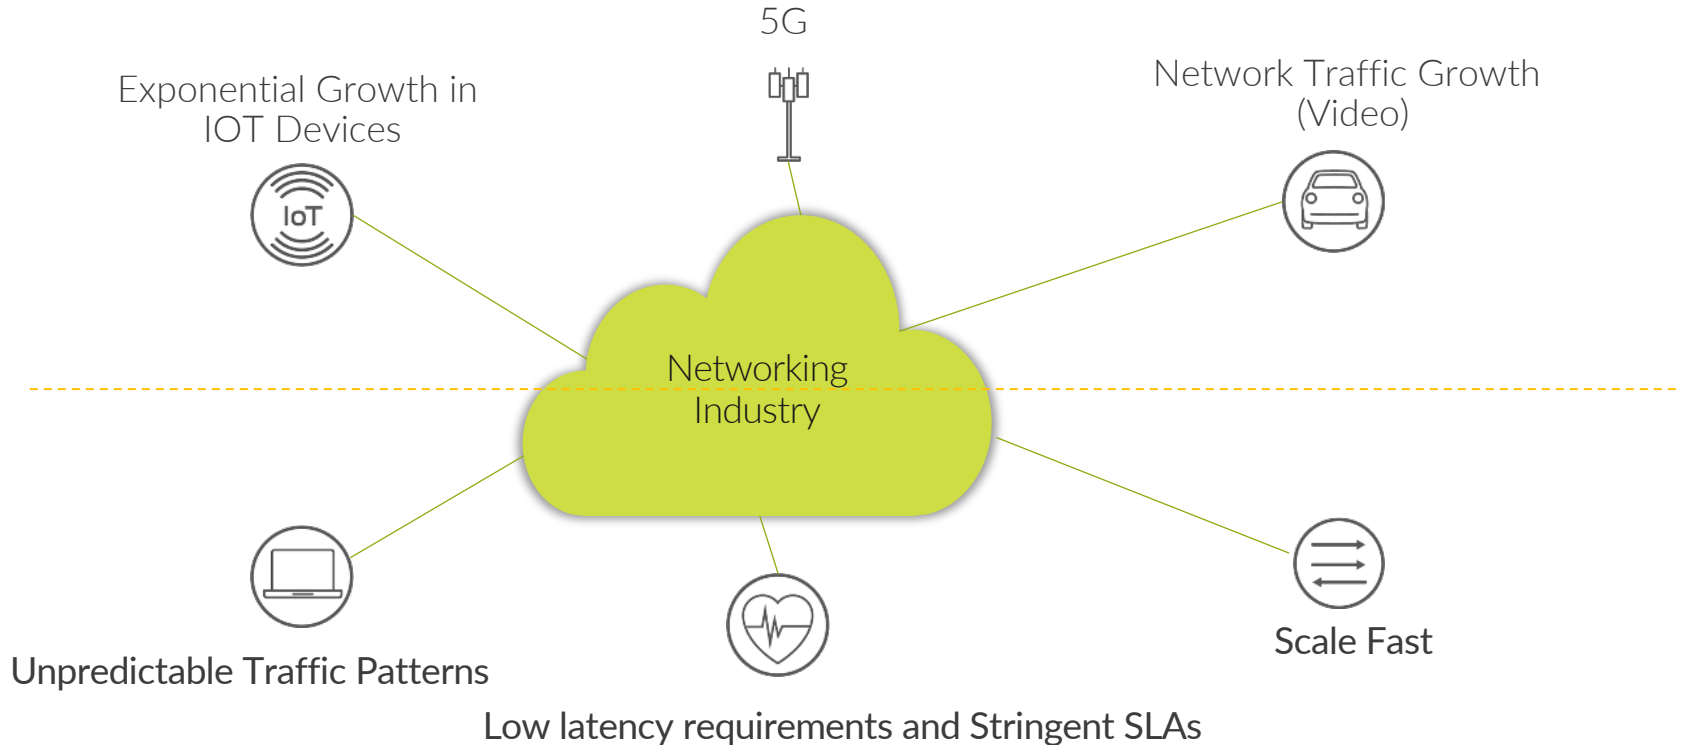 5G
Exponential Growth in
IOT Devices
Network Traffic Growth
(Video)
IoT
Networking
Industry
Unpredictable Traffic Patterns
Scale Fast
Low latency requirements and Stringent SLAs